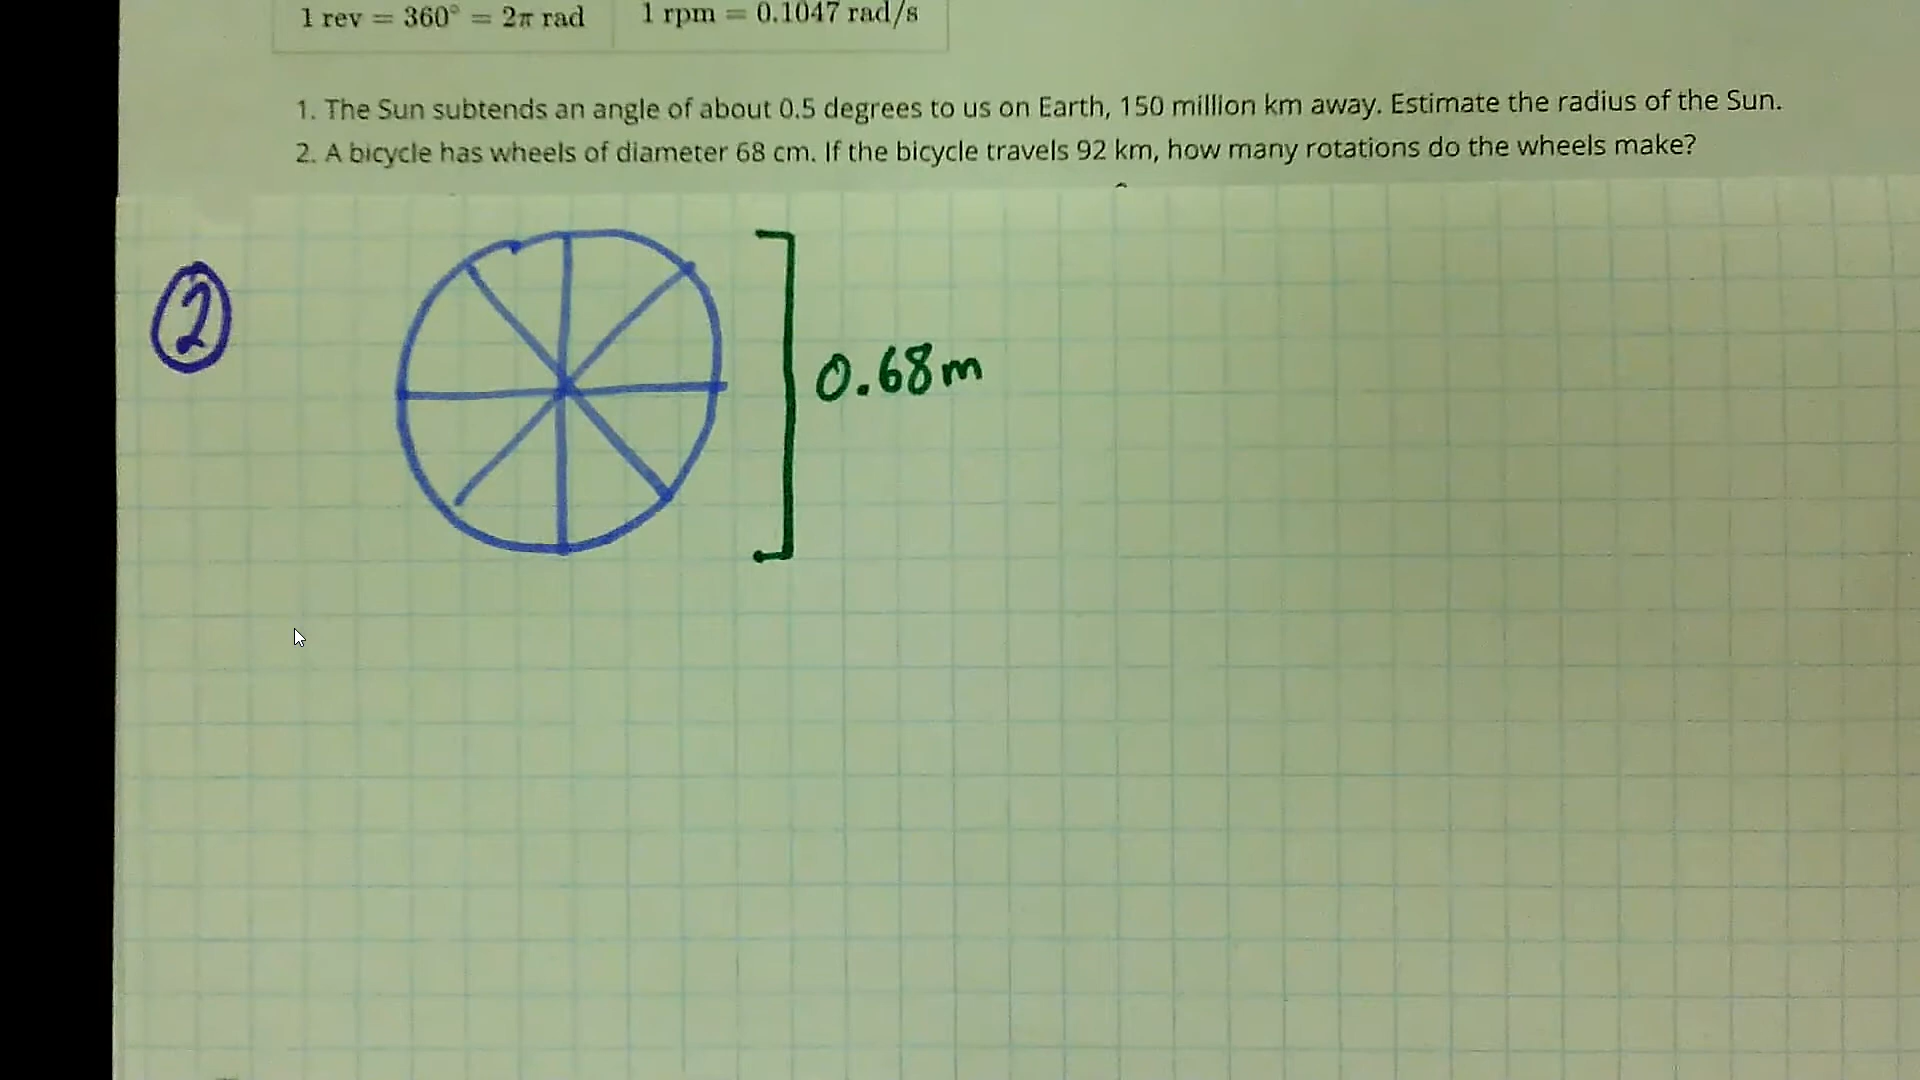 1 rev = 360° = 2π rad 1 rpm = 0.1047 rad/s
1. The Sun subtends an angle of about 0.5 degrees to us on Earth, 150 million km away. Estimate the radius of the Sun.
2. A bicycle has wheels of diameter 68 cm. If the bicycle travels 92 km, how many rotations do the wheels make?
2
0.68m